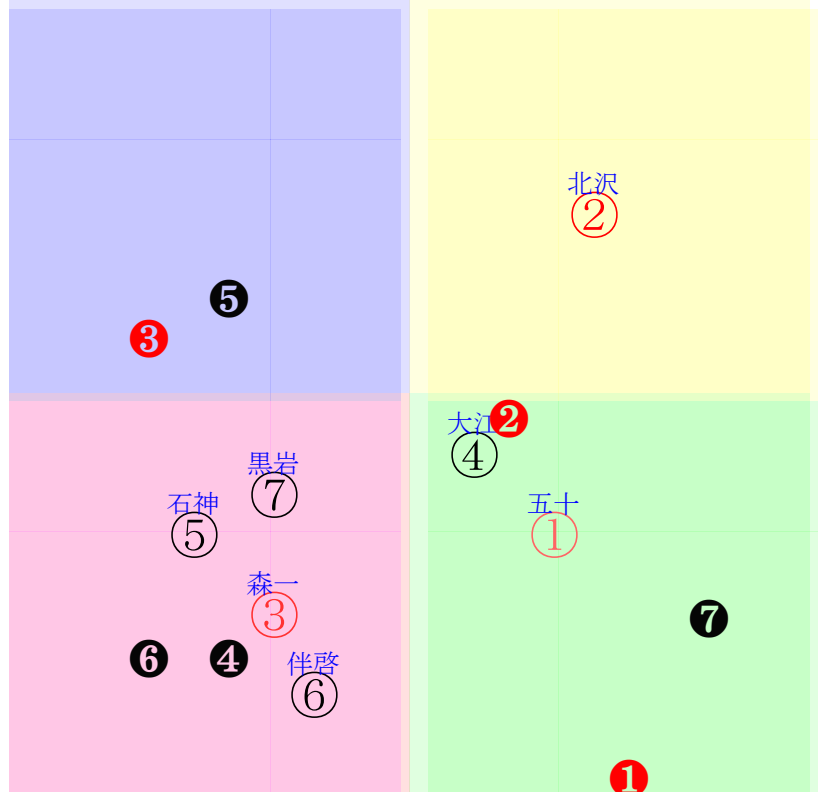 北沢
②
❺
❸
大江
❷
④
黒岩
⑦
石神
⑤
五十
①
森一
③
❼
❻
❹
伴啓
⑥
❶